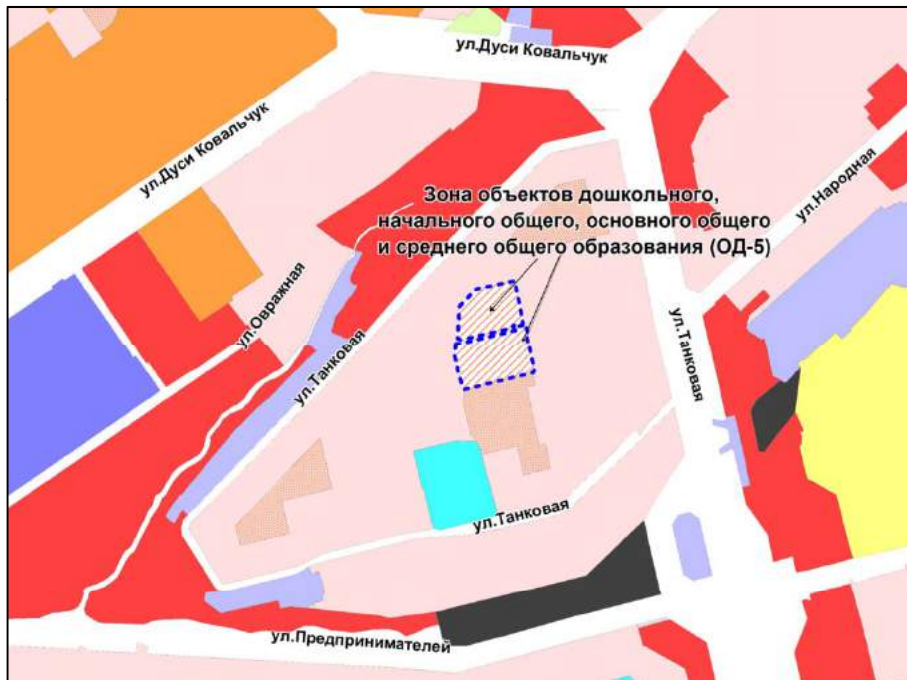 ул.Дуси Ковальчук
ул.Дуси Ковальчук
ул.Народная
Зона объектов дошкольного,
начального общего, основного общего
и среднего общего образования (ОД-5)
ул.Овражная
ул.Танковая
ул.Танковая
ул.Танковая
ул.Предпринимателей